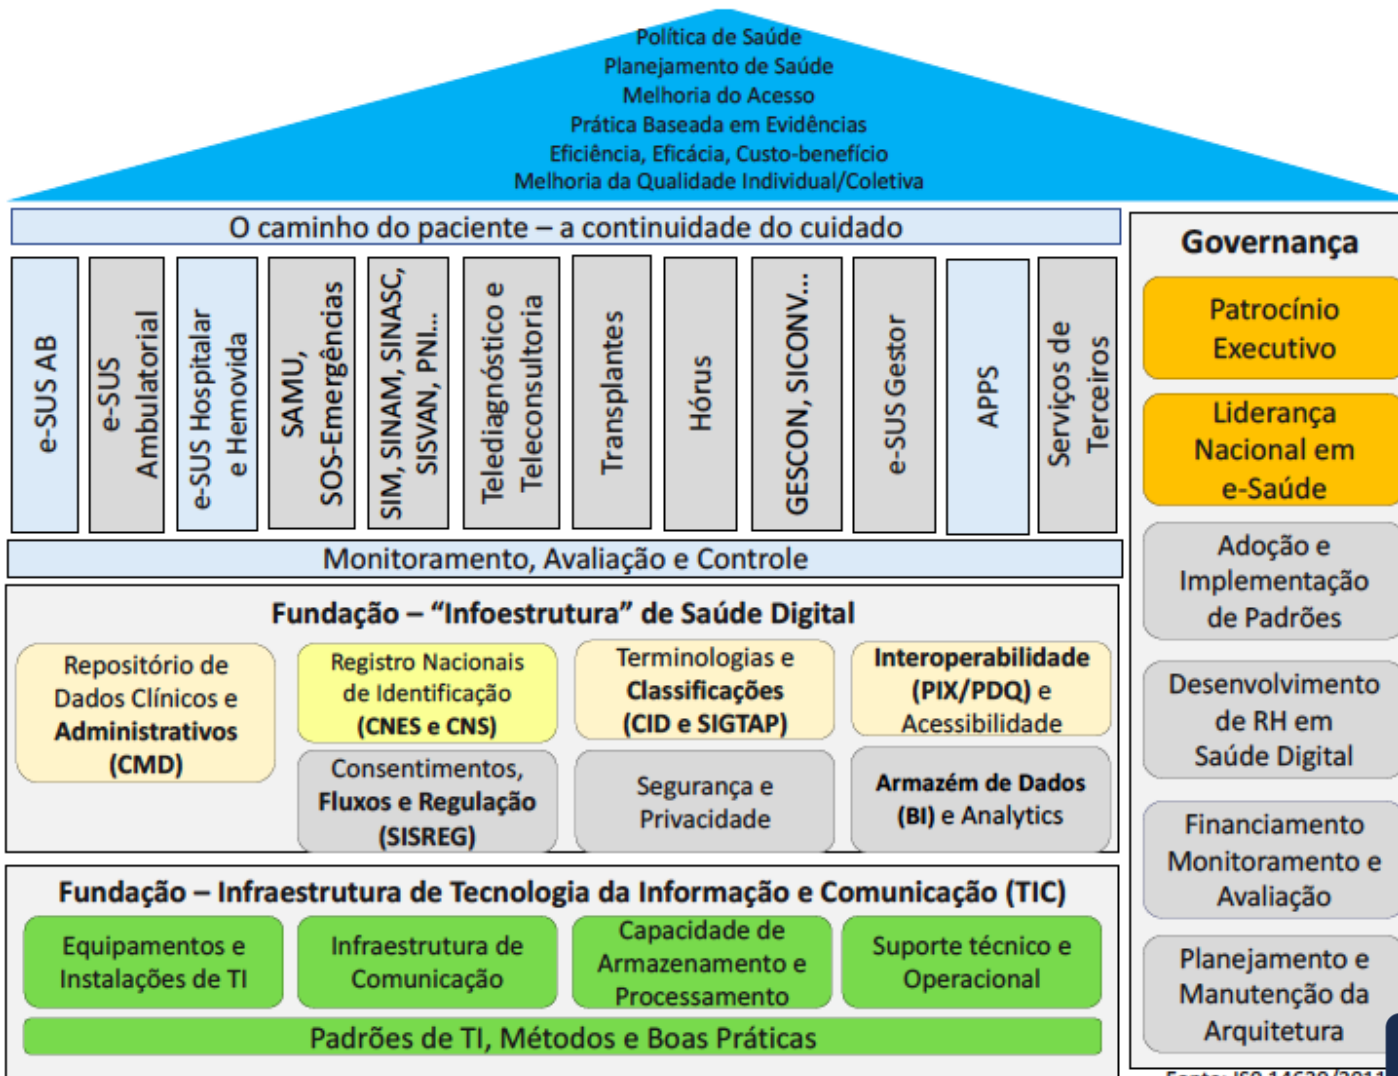 Política de Saúde
Planejamento de Saúde
Melhoria do Acesso
Prática Baseada em Evidências
Eficiência, Eficácia, Custo-benefício
Melhoria da Qualidade Individual/Coletiva
O caminho do paciente – a continuidade do cuidado
e-SUS AB
e-SUS
Ambulatorial
e-SUS Hospitalar
e Hemovida
SAMU,
SOS-Emergências
SIM, SINAM, SINASC,
SISVAN, PNI...
Telediagnóstico e
Teleconsultoria
Transplantes
Hórus
GESCON, SICONV...
e-SUS Gestor
APPS
Serviços de
Terceiros
Monitoramento, Avaliação e Controle
Fundação – “Infoestrutura” de Saúde Digital
Repositório de
Dados Clínicos e
Administrativos
(CMD)
Registro Nacionais
de Identificação
(CNES e CNS)
Terminologias e
Classificações
(CID e SIGTAP)
Interoperabilidade
(PIX/PDQ) e
Acessibilidade
Consentimentos,
Fluxos e Regulação
(SISREG)
Segurança e
Privacidade
Armazém de Dados
(BI) e Analytics
Fundação – Infraestrutura de Tecnologia da Informação e Comunicação (TIC)
Equipamentos e
Instalações de TI
Infraestrutura de
Comunicação
Capacidade de
Armazenamento e
Processamento
Suporte técnico e
Operacional
Padrões de TI, Métodos e Boas Práticas
Governança
Patrocínio
Executivo
Liderança
Nacional em
e-Saúde
Adoção e
Implementação
de Padrões
Desenvolvimento
de RH em
Saúde Digital
Financiamento
Monitoramento e
Avaliação
Planejamento e
Manutenção da
Arquitetura